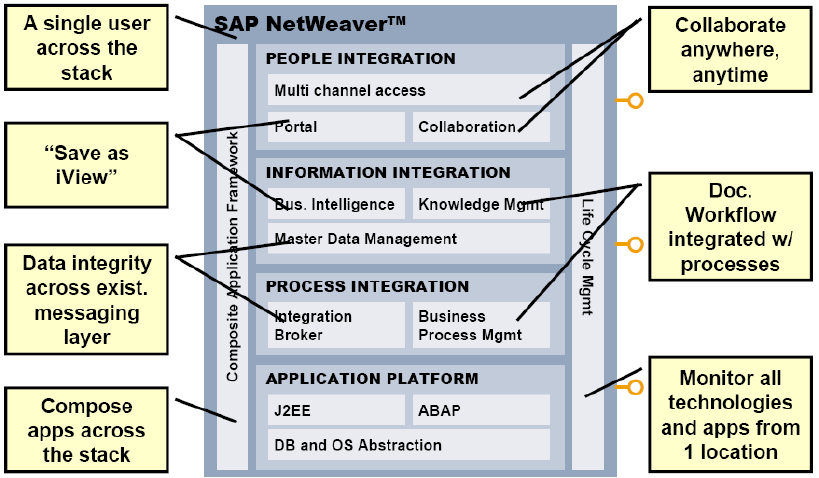 A single user
across the
stack
“Save as
iView”
Data integrity
across exist.
messaging
layer
Compose
apps across
the stack
SAP NetWeaver™
Composite Application Framework
PEOPLE INTEGRATION
Multi channel access
Portal
Collaboration
INFORMATION INTEGRATION
Bus. Intelligence
Knowledge Mgmt
Master Data Management
PROCESS INTEGRATION
Integration
Broker
Business
Process Mgmt
APPLICATION PLATFORM
J2EE
ABAP
DB and OS Abstraction
Life Cycle Mgmt
Collaborate
anywhere,
anytime
Doc.
Workflow
integrated w/
processes
Monitor all
technologies
and apps from
1 location